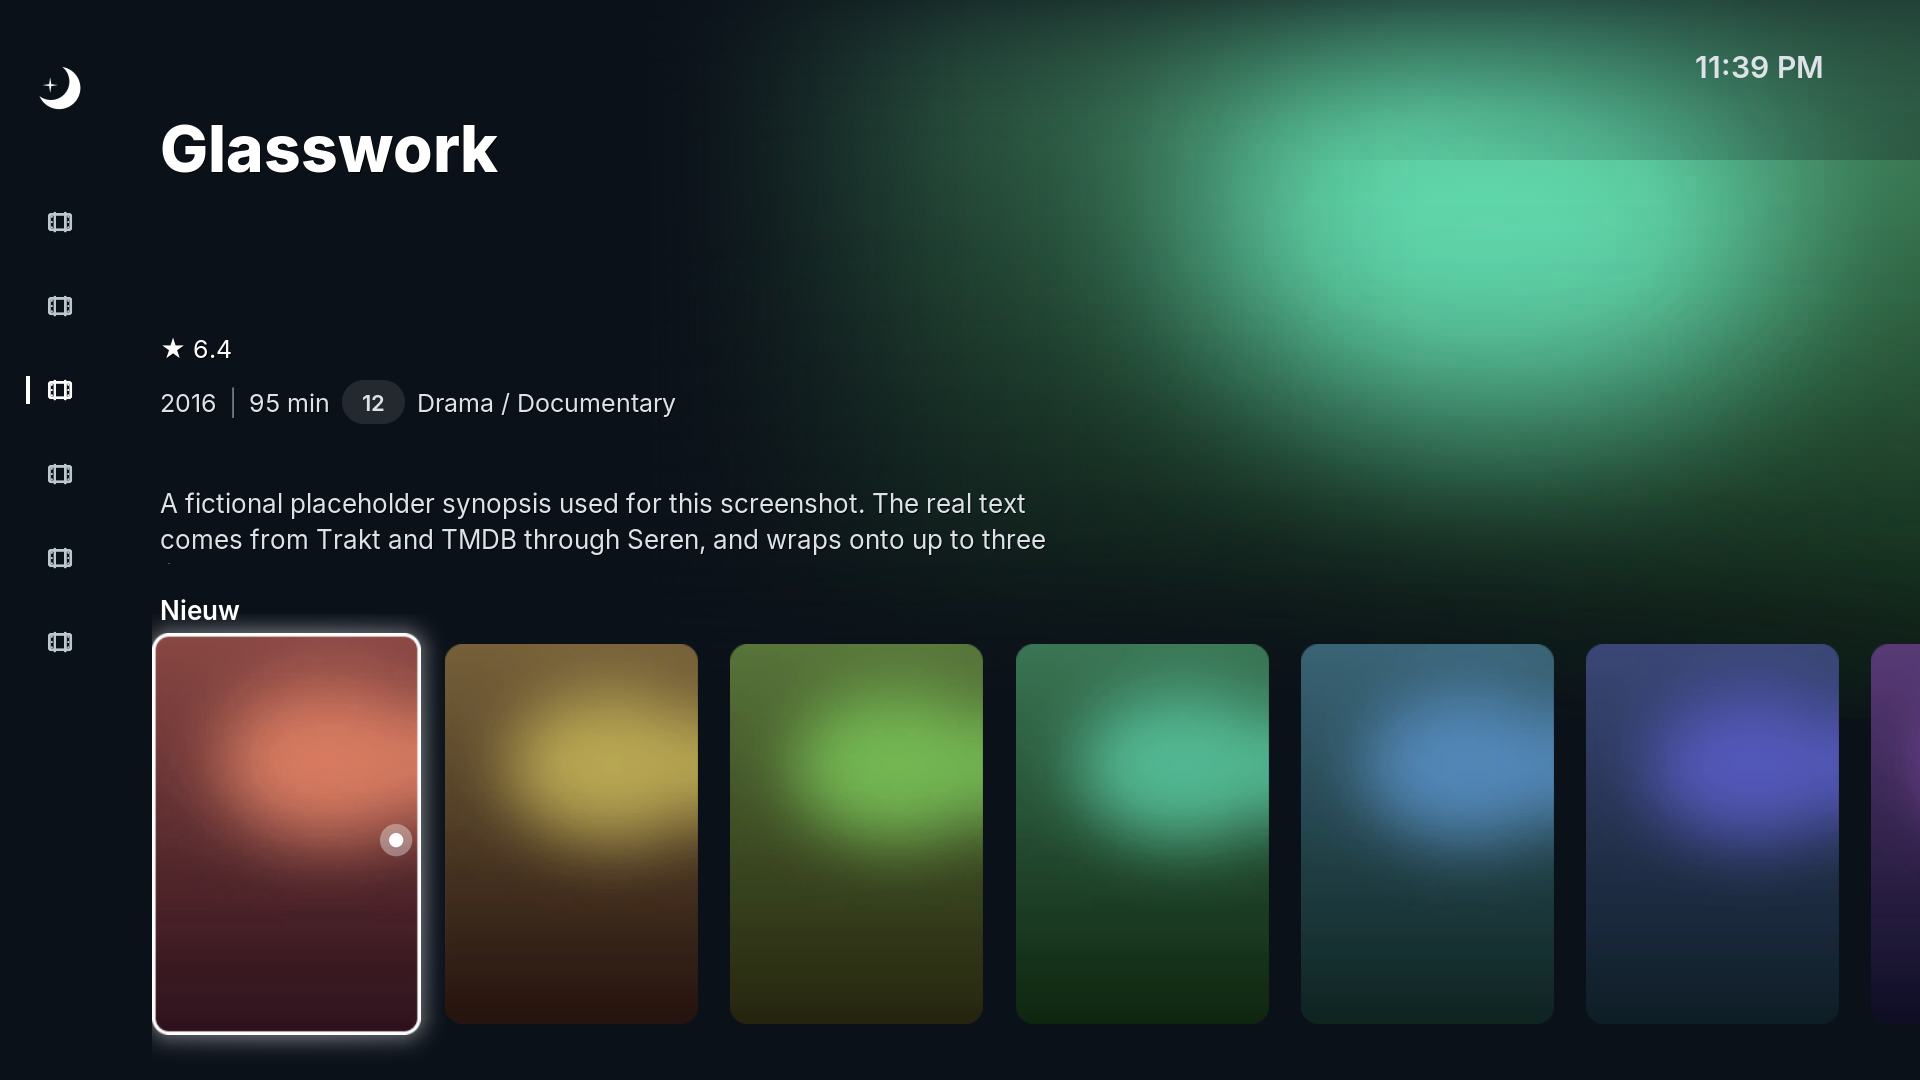 11:39 PM
Glasswork
★ 6.4
2016 | 95 min 12 Drama / Documentary
A fictional placeholder synopsis used for this screenshot. The real text
comes from Trakt and TMDB through Seren, and wraps onto up to three
Nieuw